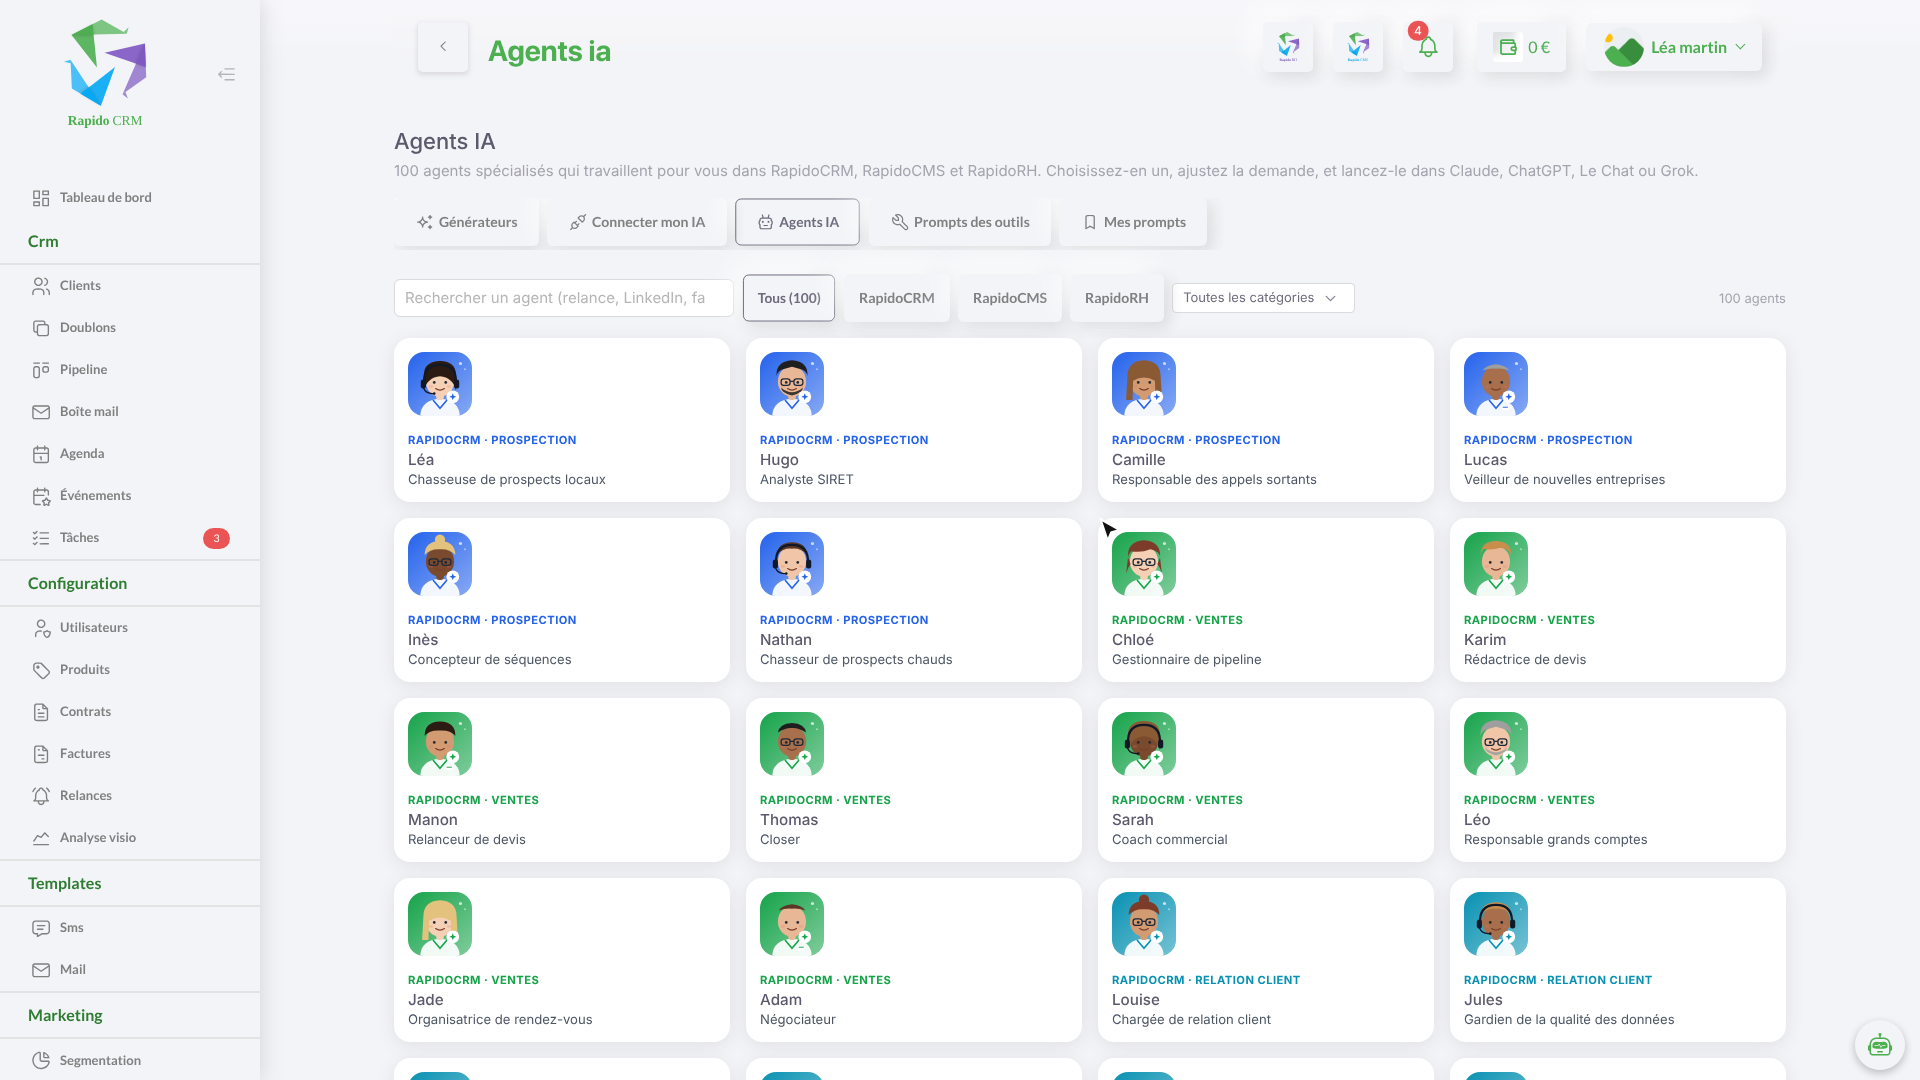 Rapido CRM
Tableau de bord
Crm
Clients
Doublons
Pipeline
Boîte mail
Agenda
Événements
Tâches
3
Configuration
Utilisateurs
Produits
Contrats
Factures
Relances
Analyse visio
Templates
Sms
Mail
Marketing
Segmentation
Agents ia
4
0 €
Léa martin
Agents IA
100 agents spécialisés qui travaillent pour vous dans RapidoCRM, RapidoCMS et RapidoRH. Choisissez-en un, ajustez la demande, et lancez-le dans Claude, ChatGPT, Le Chat ou Grok.
Générateurs
Connecter mon IA
Agents IA
Prompts des outils
Mes prompts
Rechercher un agent (relance, LinkedIn, fa
Tous (100)
RapidoCRM
RapidoCMS
RapidoRH
Toutes les catégories
100 agents
RAPIDOCRM · PROSPECTION
Léa
Chasseuse de prospects locaux
RAPIDOCRM · PROSPECTION
Hugo
Analyste SIRET
RAPIDOCRM · PROSPECTION
Camille
Responsable des appels sortants
RAPIDOCRM · PROSPECTION
Lucas
Veilleur de nouvelles entreprises
RAPIDOCRM · PROSPECTION
Inès
Concepteur de séquences
RAPIDOCRM · PROSPECTION
Nathan
Chasseur de prospects chauds
RAPIDOCRM · VENTES
Chloé
Gestionnaire de pipeline
RAPIDOCRM · VENTES
Karim
Rédactrice de devis
RAPIDOCRM · VENTES
Manon
Relanceur de devis
RAPIDOCRM · VENTES
Thomas
Closer
RAPIDOCRM · VENTES
Sarah
Coach commercial
RAPIDOCRM · VENTES
Léo
Responsable grands comptes
RAPIDOCRM · VENTES
Jade
Organisatrice de rendez-vous
RAPIDOCRM · VENTES
Adam
Négociateur
RAPIDOCRM · RELATION CLIENT
Louise
Chargée de relation client
RAPIDOCRM · RELATION CLIENT
Jules
Gardien de la qualité des données